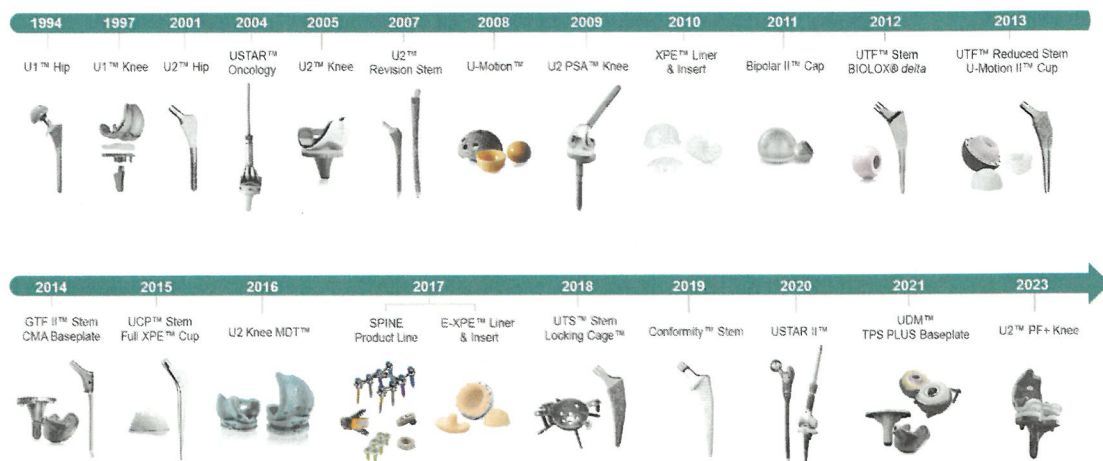 1994 1997 2001 2004 2005 2007 2008 2009 2010 2011 2012 2013
U1™ Hip
U1™ Knee
U2™ Hip
USTAR™
Oncology
U2™ Knee
U2™
Revision Stem
U-Motion™
U2 PSA™ Knee
XPE™ Liner
& Insert
Bipolar II™ Cap
UTF™ Stem
BIOLOX® delta
UTF™ Reduced Stem
U-Motion II™ Cup
2014 2015 2016 2017 2018 2019 2020 2021 2023
GTF II™ Stem
CMA Baseplate
UCP™ Stem
Full XPE™ Cup
U2 Knee MDT™
SPINE
Product Line
E-XPE™ Liner
& Insert
UTS™ Stem
Locking Cage™
Conformity™ Stem
USTAR II™
UDM™
TPS PLUS Baseplate
U2™ PF+ Knee